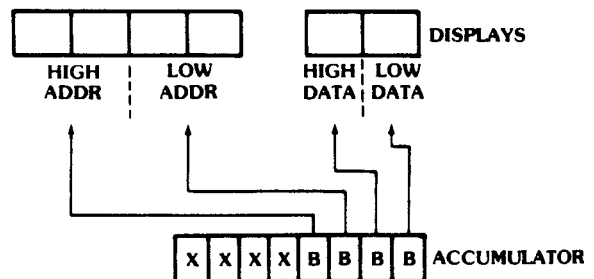 DISPLAYS
HIGH ADDR
LOW ADDR
HIGH DATA
LOW DATA
X X X X B B B B ACCUMULATOR